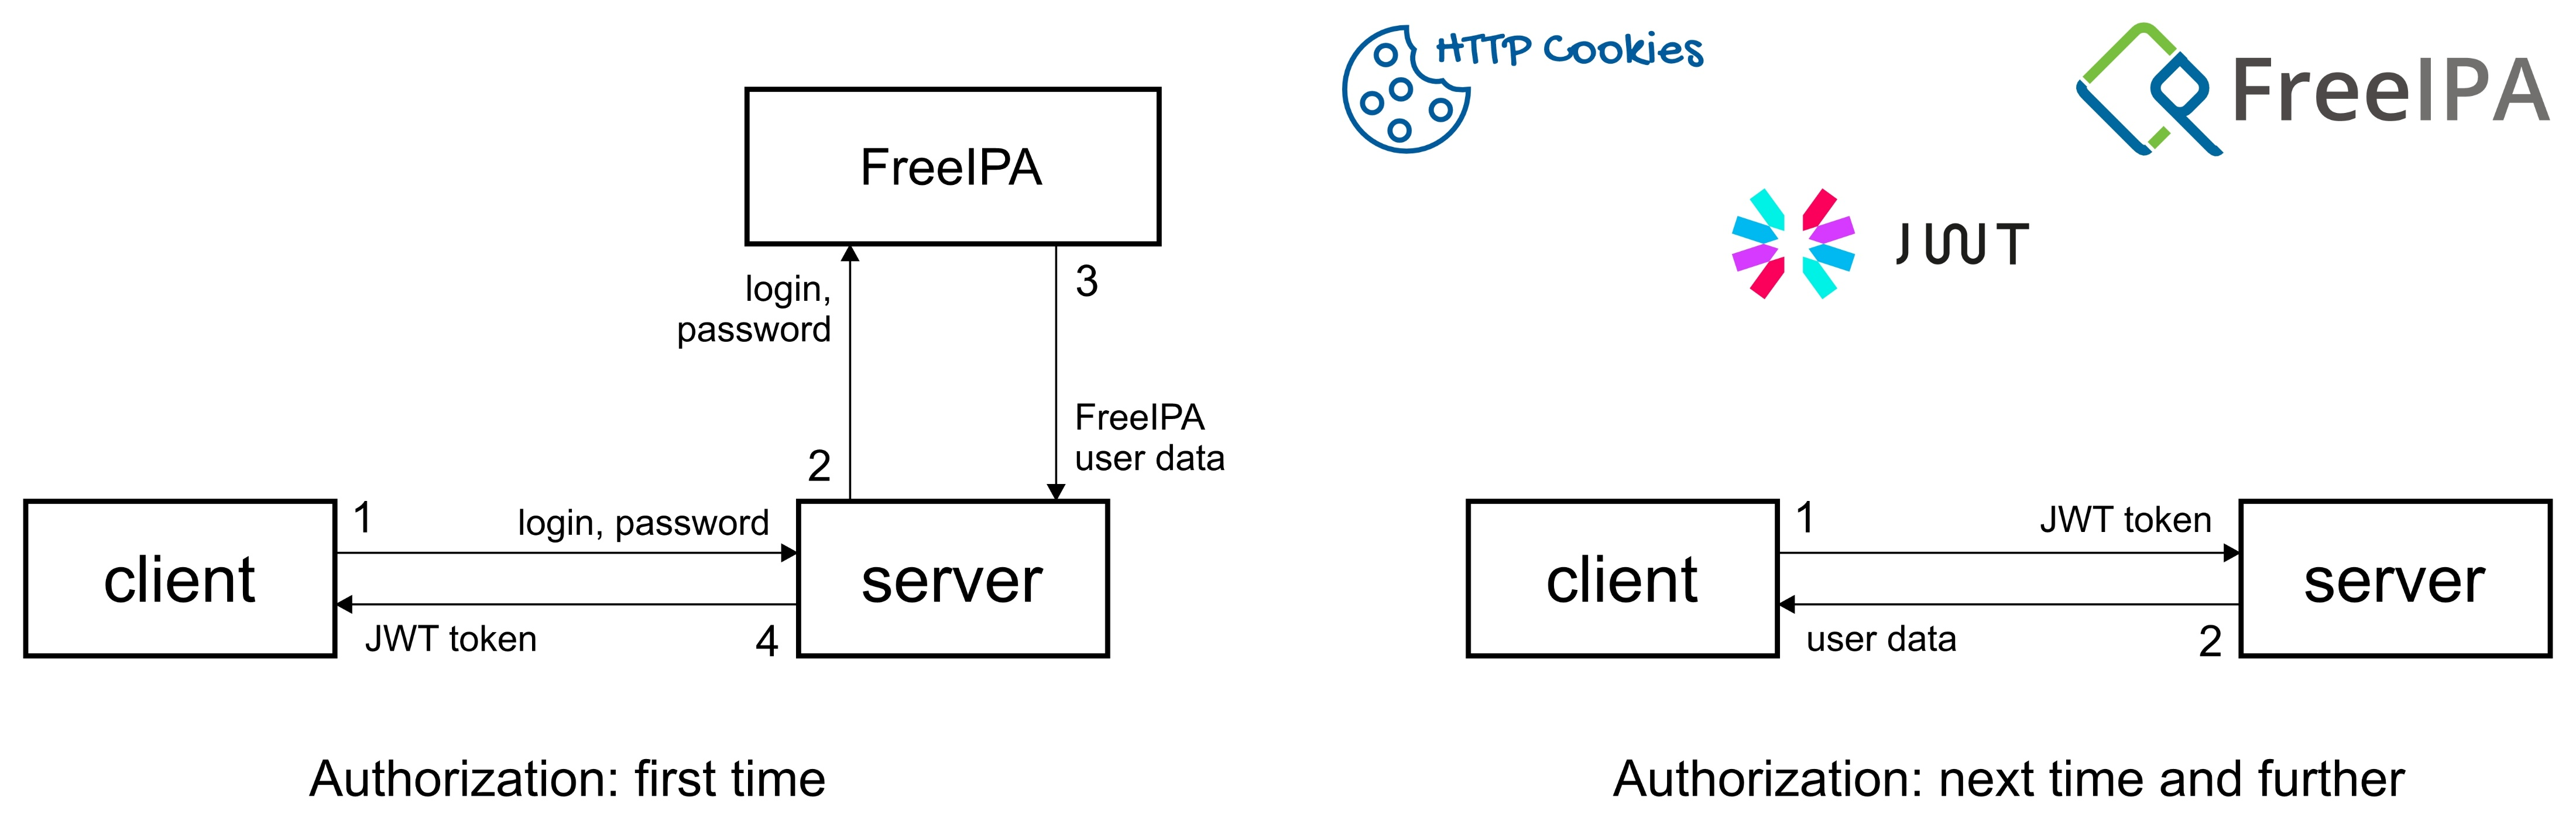 HTTP Cookies
FreeIPA
JWT
FreeIPA
login,
password
3
FreeIPA
user data
2
client
1
login, password
server
JWT token
4
Authorization: first time
client
1
JWT token
server
user data
2
Authorization: next time and further